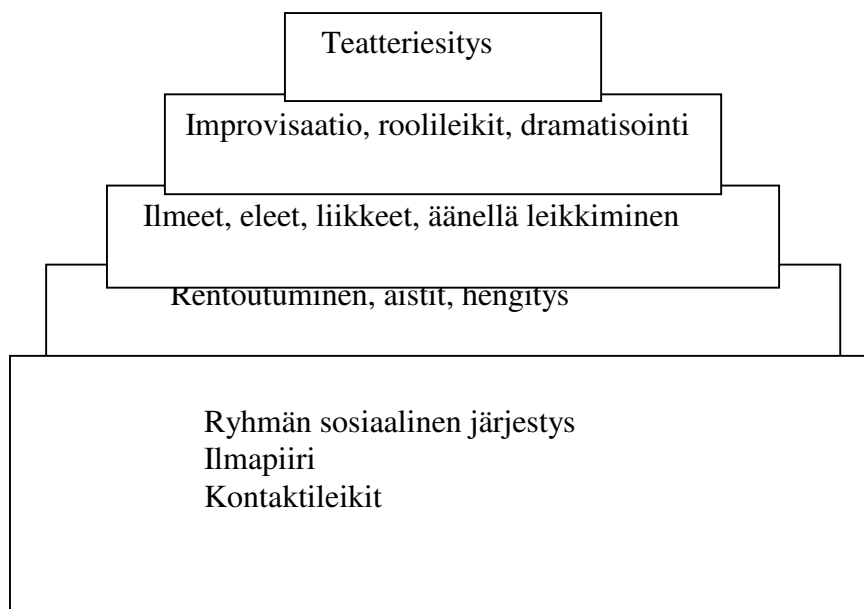 Teatteriesitys
Improvisaatio, roolileikit, dramatisointi
Ilmeet, eleet, liikkeet, äänellä leikkiminen
Rentoutuminen, aistit, hengitys
Ryhmän sosiaalinen järjestys
Ilmapiiri
Kontaktileikit